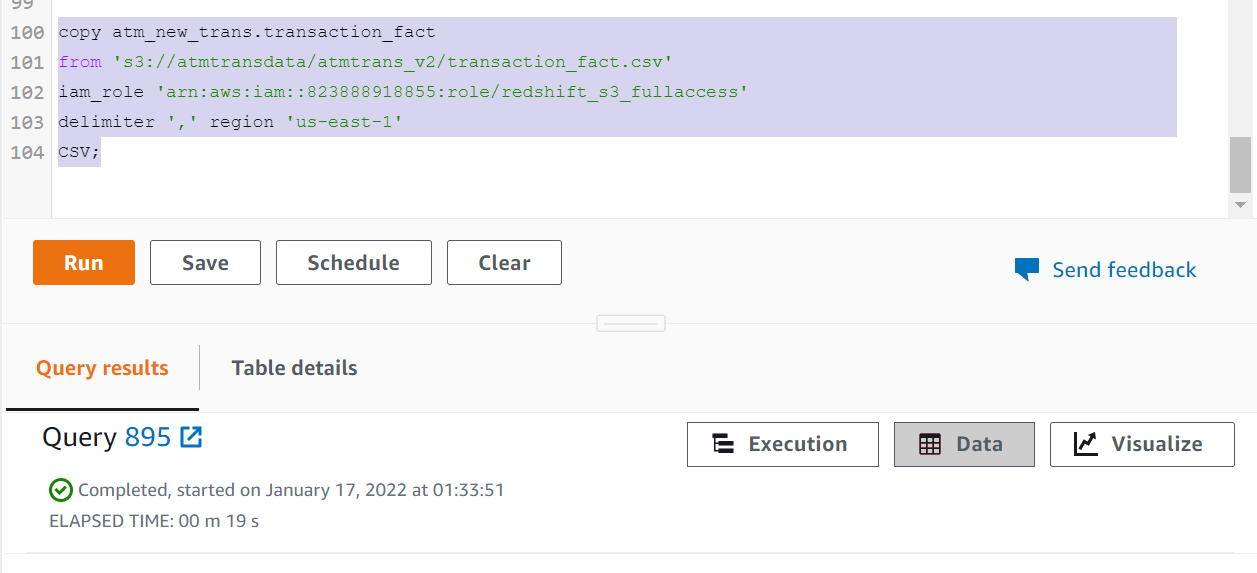 99
100 copy atm_new_trans.transaction_fact
101 from 's3://atmtransdata/atmtrans_v2/transaction_fact.csv'
102 iam_role 'arn:aws:iam::823888918855:role/redshift_s3_fullaccess'
103 delimiter ',' region 'us-east-1'
104 CSV;
Run Save Schedule Clear Send feedback
Query results Table details
Query 895 Execution Data Visualize
Completed, started on January 17, 2022 at 01:33:51
ELAPSED TIME: 00 m 19 s